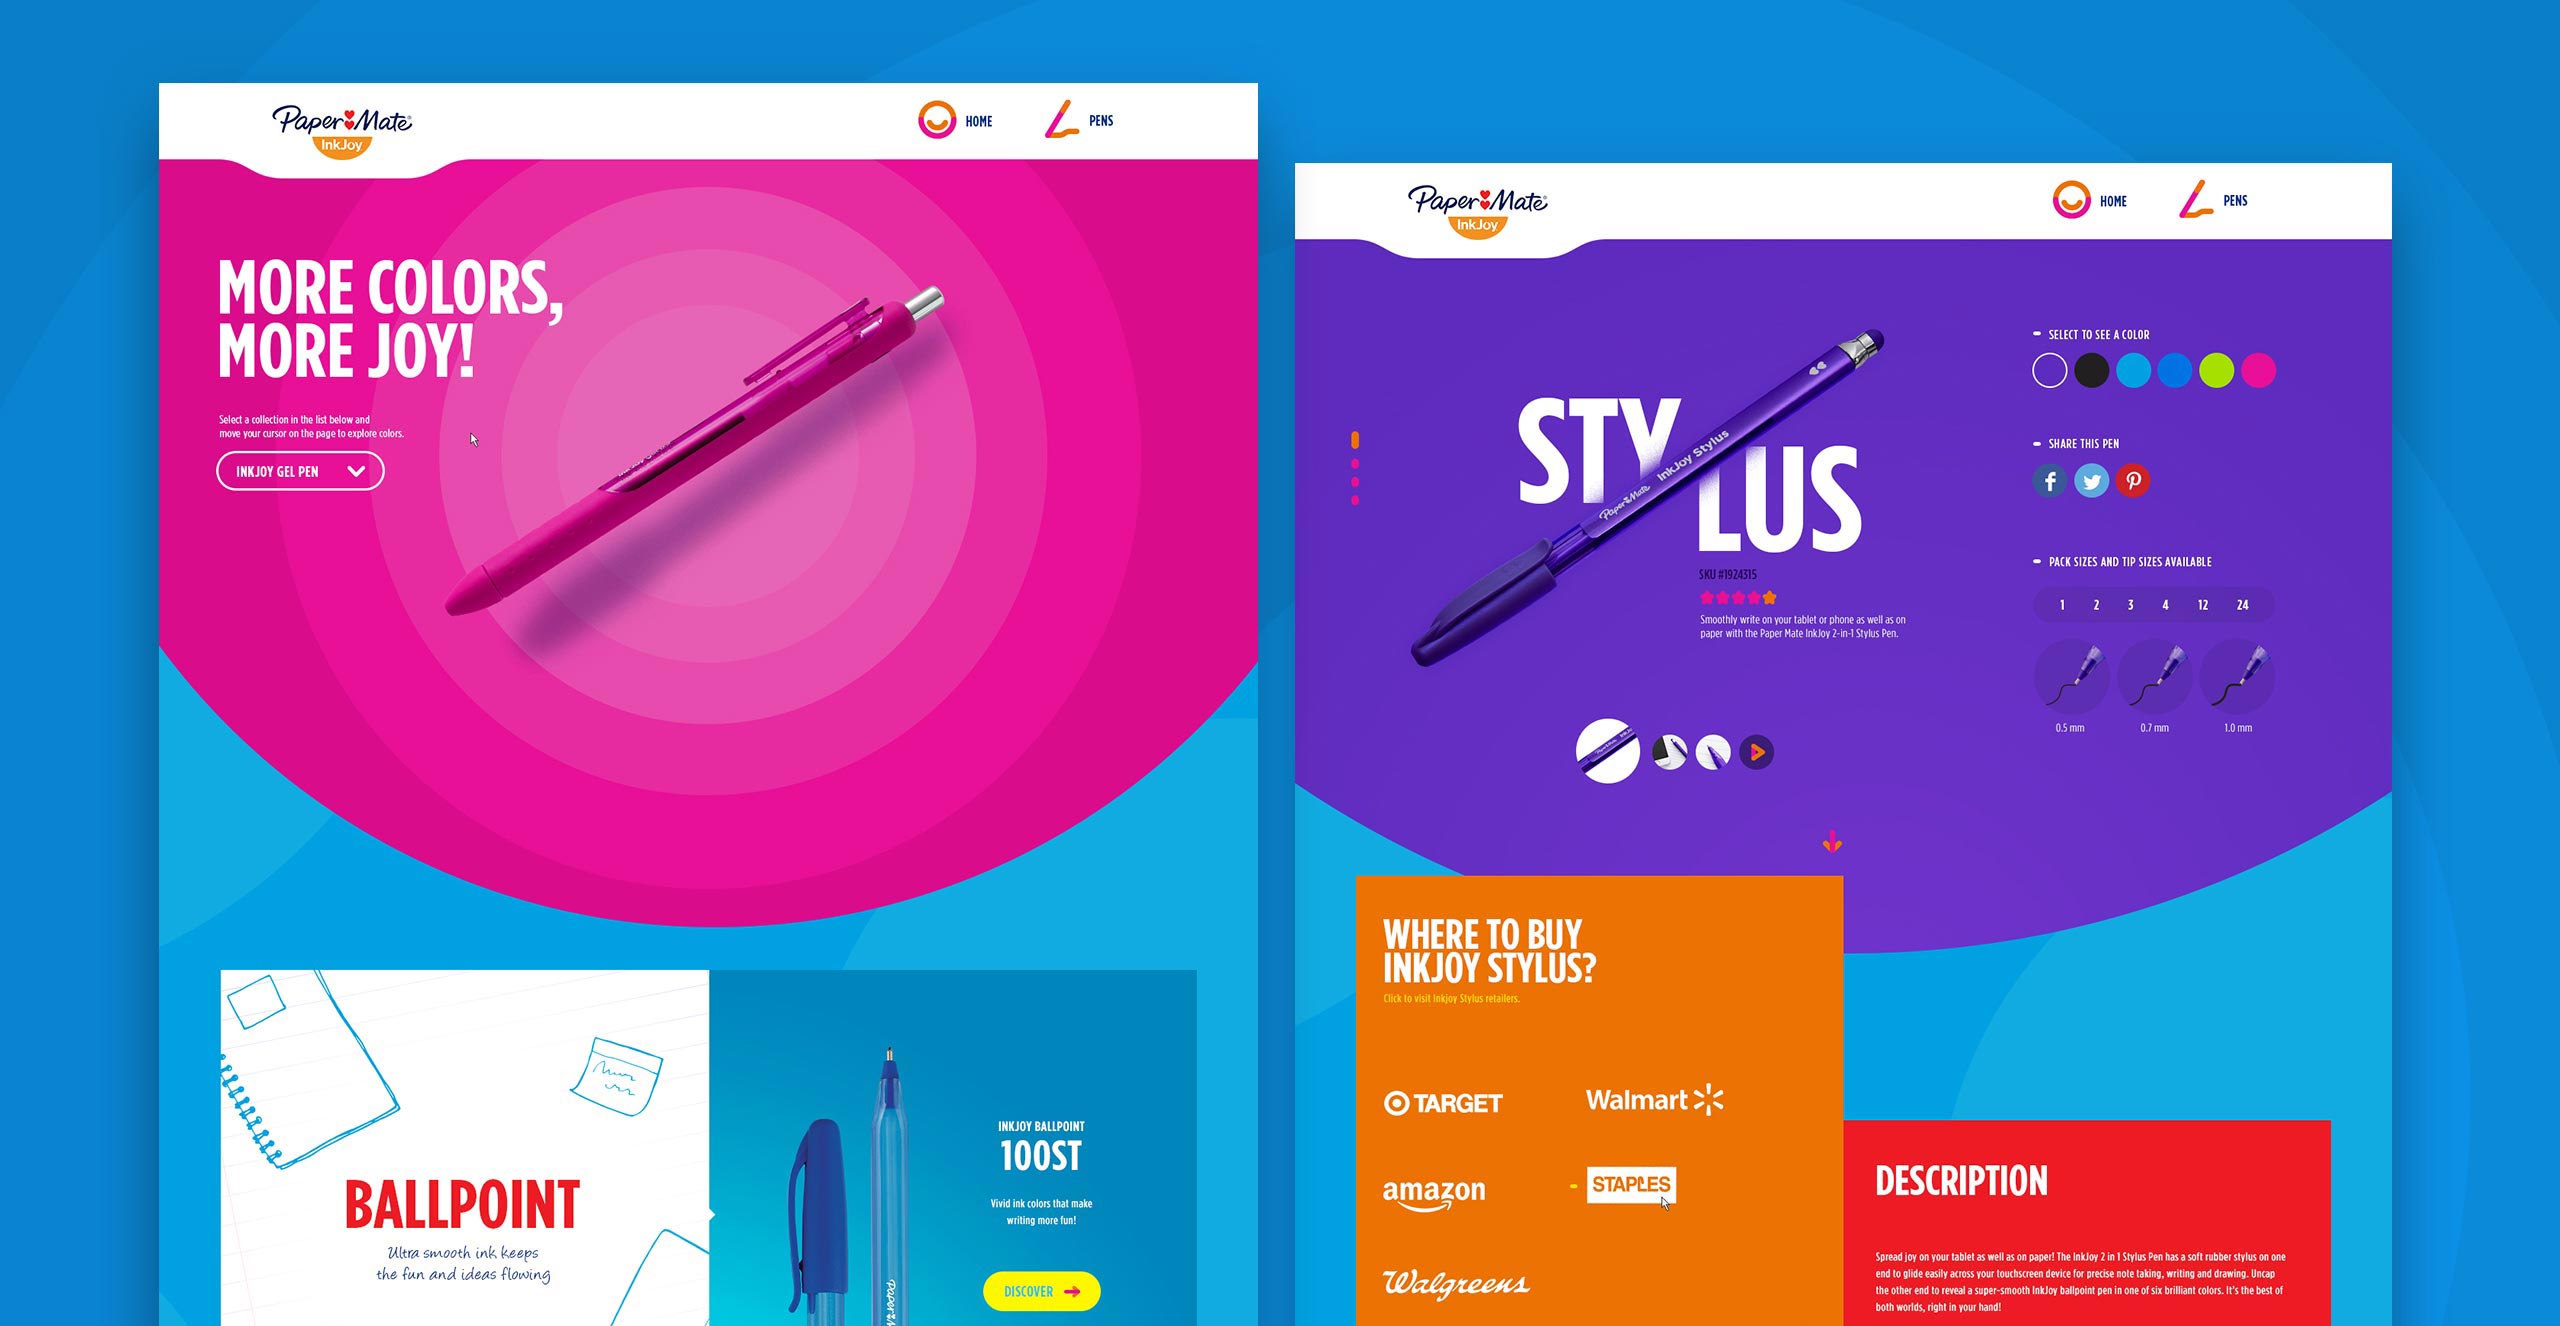 Paper Mate®
InkJoy
HOME
PENS
MORE COLORS,
MORE JOY!
Select a collection in the list below and
move your cursor on the page to explore colors.
INKJOY GEL PEN
BALLPOINT
Ultra smooth ink keeps
the fun and ideas flowing
INKJOY BALLPOINT
100ST
Vivid ink colors that make
writing more fun!
DISCOVER
Paper Mate®
InkJoy
HOME
PENS
STY
LUS
Paper Mate InkJoy Stylus
SKU #1924315
Smoothly write on your tablet or phone as well as on
paper with the Paper Mate InkJoy 2-in-1 Stylus Pen.
SELECT TO SEE A COLOR
SHARE THIS PEN
PACK SIZES AND TIP SIZES AVAILABLE
1 2 3 4 12 24
0.5 mm 0.7 mm 1.0 mm
WHERE TO BUY
INKJOY STYLUS?
Click to visit Inkjoy Stylus retailers.
TARGET
Walmart
amazon
STAPLES
Walgreens
DESCRIPTION
Spread joy on your tablet as well as on paper! The InkJoy 2 in 1 Stylus Pen has a soft rubber stylus on one
end to glide easily across your touchscreen device for precise note taking, writing and drawing. Uncap
the other end to reveal a super-smooth InkJoy ballpoint pen in one of six brilliant colors. It's the best of
both worlds, right in your hand!